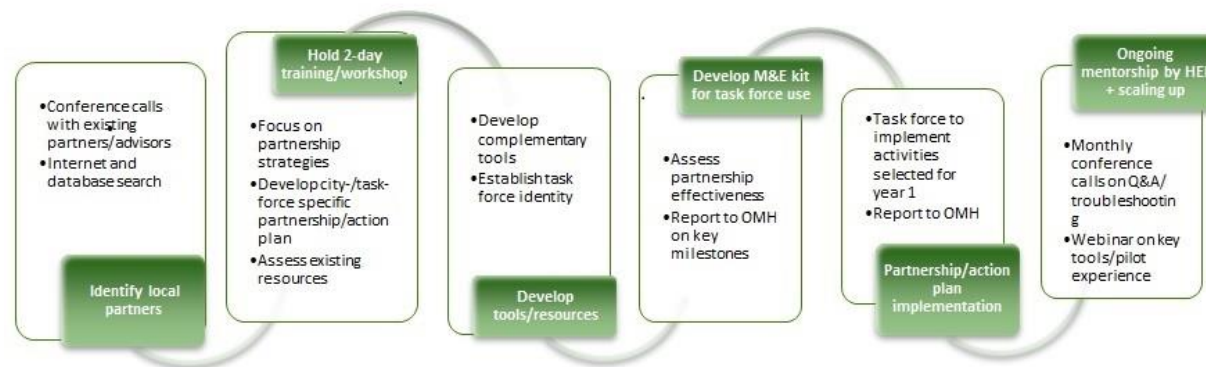 •Conference calls
with existing
partners/advisors
•Internet and
database search
Identify local
partners
Hold 2-day
training/workshop
•Focus on
partnership
strategies
•Develop city-/task-
force specific
partnership/action
plan
•Assess existing
resources
•Develop
complementary
tools
•Establish task
force identity
Develop
tools/resources
Develop M&E kit
for task force use
•Assess
partnership
effectiveness
•Report to OMH
on key
milestones
•Task force to
implement
activities
selected for
year 1
•Report to OMH
Partnership/action
plan
implementation
Ongoing
mentorship by
+ scaling up
•Monthly
conference
calls on Q&A/
troubleshootin
g
•Webinar on key
tools/pilot
experience